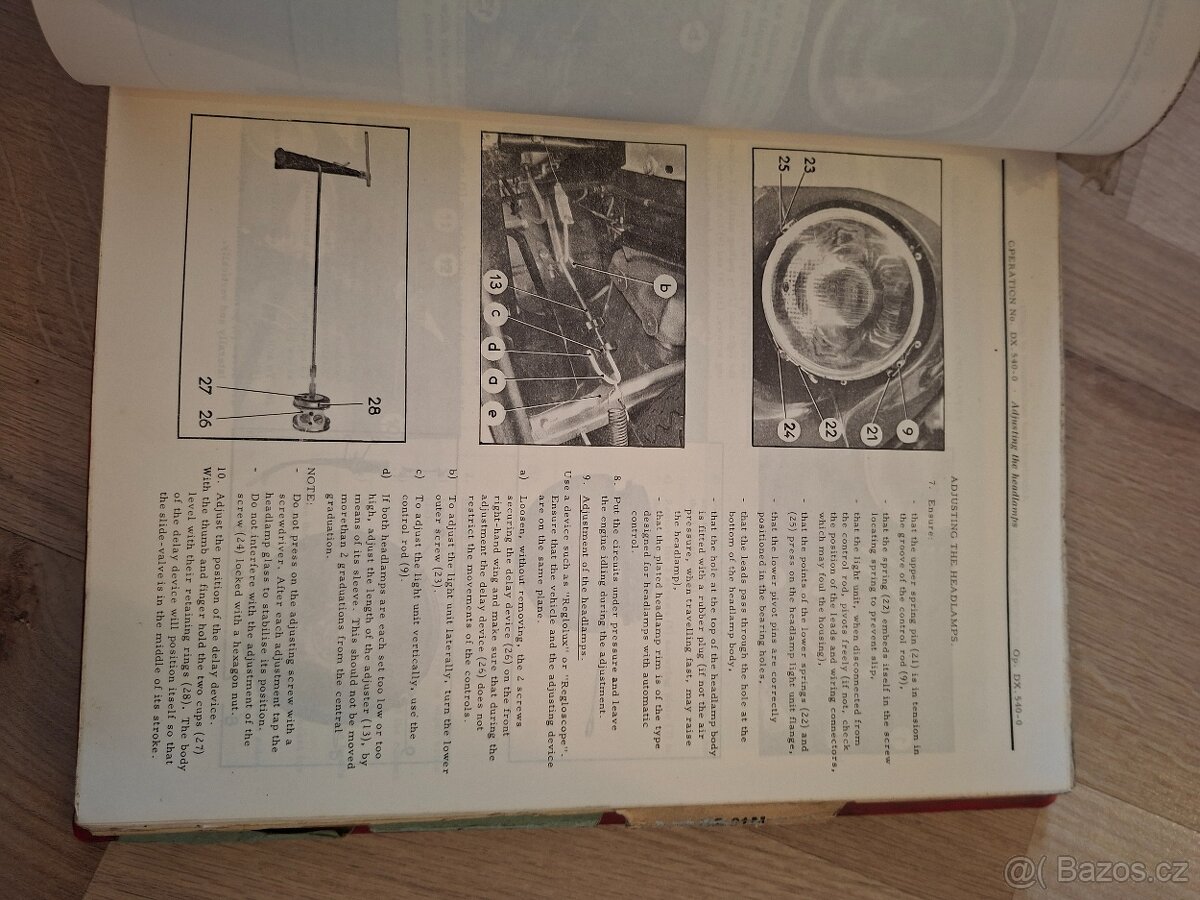 OPERATION No. DX. 540-0 Adjusting the headlamps
Op. DX 540-0
23
25
9
21
22
24
b
13
c
d
a
e
28
27
26
ADJUSTING THE HEADLAMPS.
7. Ensure:
- that the upper spring pin (21) is in tension in
the groove of the control rod (9),
- that the spring (22) embeds itself in the screw
locating spring to prevent slip,
- that the light unit, when disconnected from
the control rod, pivots freely (if not, check
the position of the leads and wiring connectors,
which may foul the housing),
- that the points of the lower springs (22) and
(25) press on the headlamp light unit flange,
- that the lower pivot pins are correctly
positioned in the bearing holes,
- that the leads pass through the hole at the
bottom of the headlamp body,
- that the hole at the top of the headlamp body
is fitted with a rubber plug (if not the air
pressure, when travelling fast, may raise
the headlamp),
- that the plated headlamp rim is of the type
designed for headlamps with automatic
control.
8. Put the circuits under pressure and leave
the engine idling during the adjustment.
9. Adjustment of the headlamps.
Use a device such as "Reglolux" or "Regloscope".
Ensure that the vehicle and the adjusting device
are on the same plane.
a) Loosen, without removing, the 2 screws
securing the delay device (26) on the front
right-hand wing and make sure that during the
adjustment the delay device (26) does not
restrict the movements of the controls.
b) To adjust the light unit laterally, turn the lower
outer screw (23).
c) To adjust the light unit vertically, use the
control rod (9).
d) If both headlamps are each set too low or too
high, adjust the length of the adjuster (13), by
means of its sleeve. This should not be moved
morethan 2 graduations from the central
graduation.
NOTE:
- Do not press on the adjusting screw with a
screwdriver. After each adjustment tap the
headlamp glass to stabilise its position.
- Do not interfere with the adjustment of the
screw (24) locked with a hexagon nut.
10. Adjust the position of the delay device.
With the thumb and finger hold the two cups (27)
level with their retaining rings (28). The body
of the delay device will position itself so that
the slide-valve is in the middle of its stroke.
@( Bazos.cz